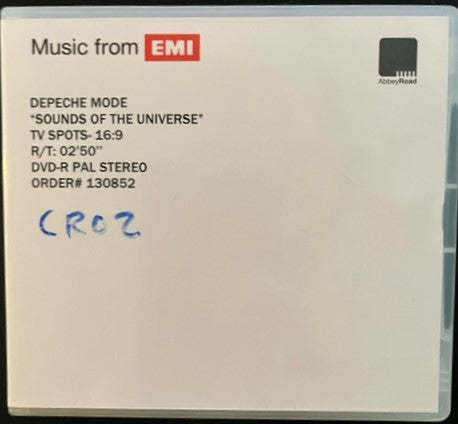 Music from EMI
AbbeyRoad
DEPECHE MODE
"SOUNDS OF THE UNIVERSE"
TV SPOTS- 16:9
R/T: 02'50"
DVD-R PAL STEREO
ORDER# 130852
CR02